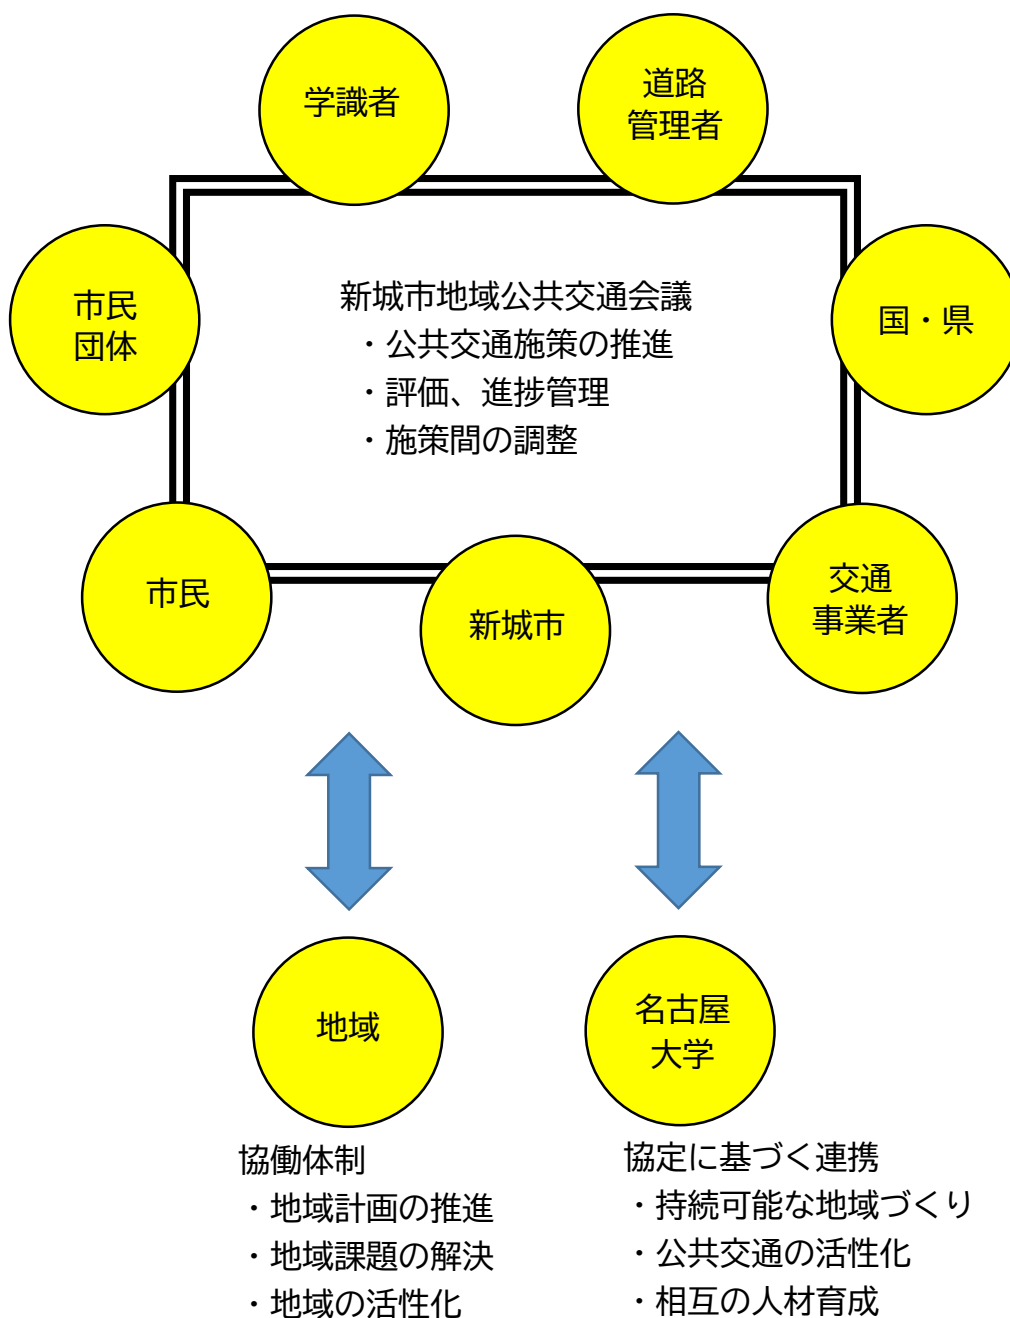 学識者
道路
管理者
市民
団体
新城市地域公共交通会議
・公共交通施策の推進
・評価、進捗管理
・施策間の調整
国・県
市民
新城市
交通
事業者
地域
名古屋
大学
協働体制
・地域計画の推進
・地域課題の解決
・地域の活性化
協定に基づく連携
・持続可能な地域づくり
・公共交通の活性化
・相互の人材育成